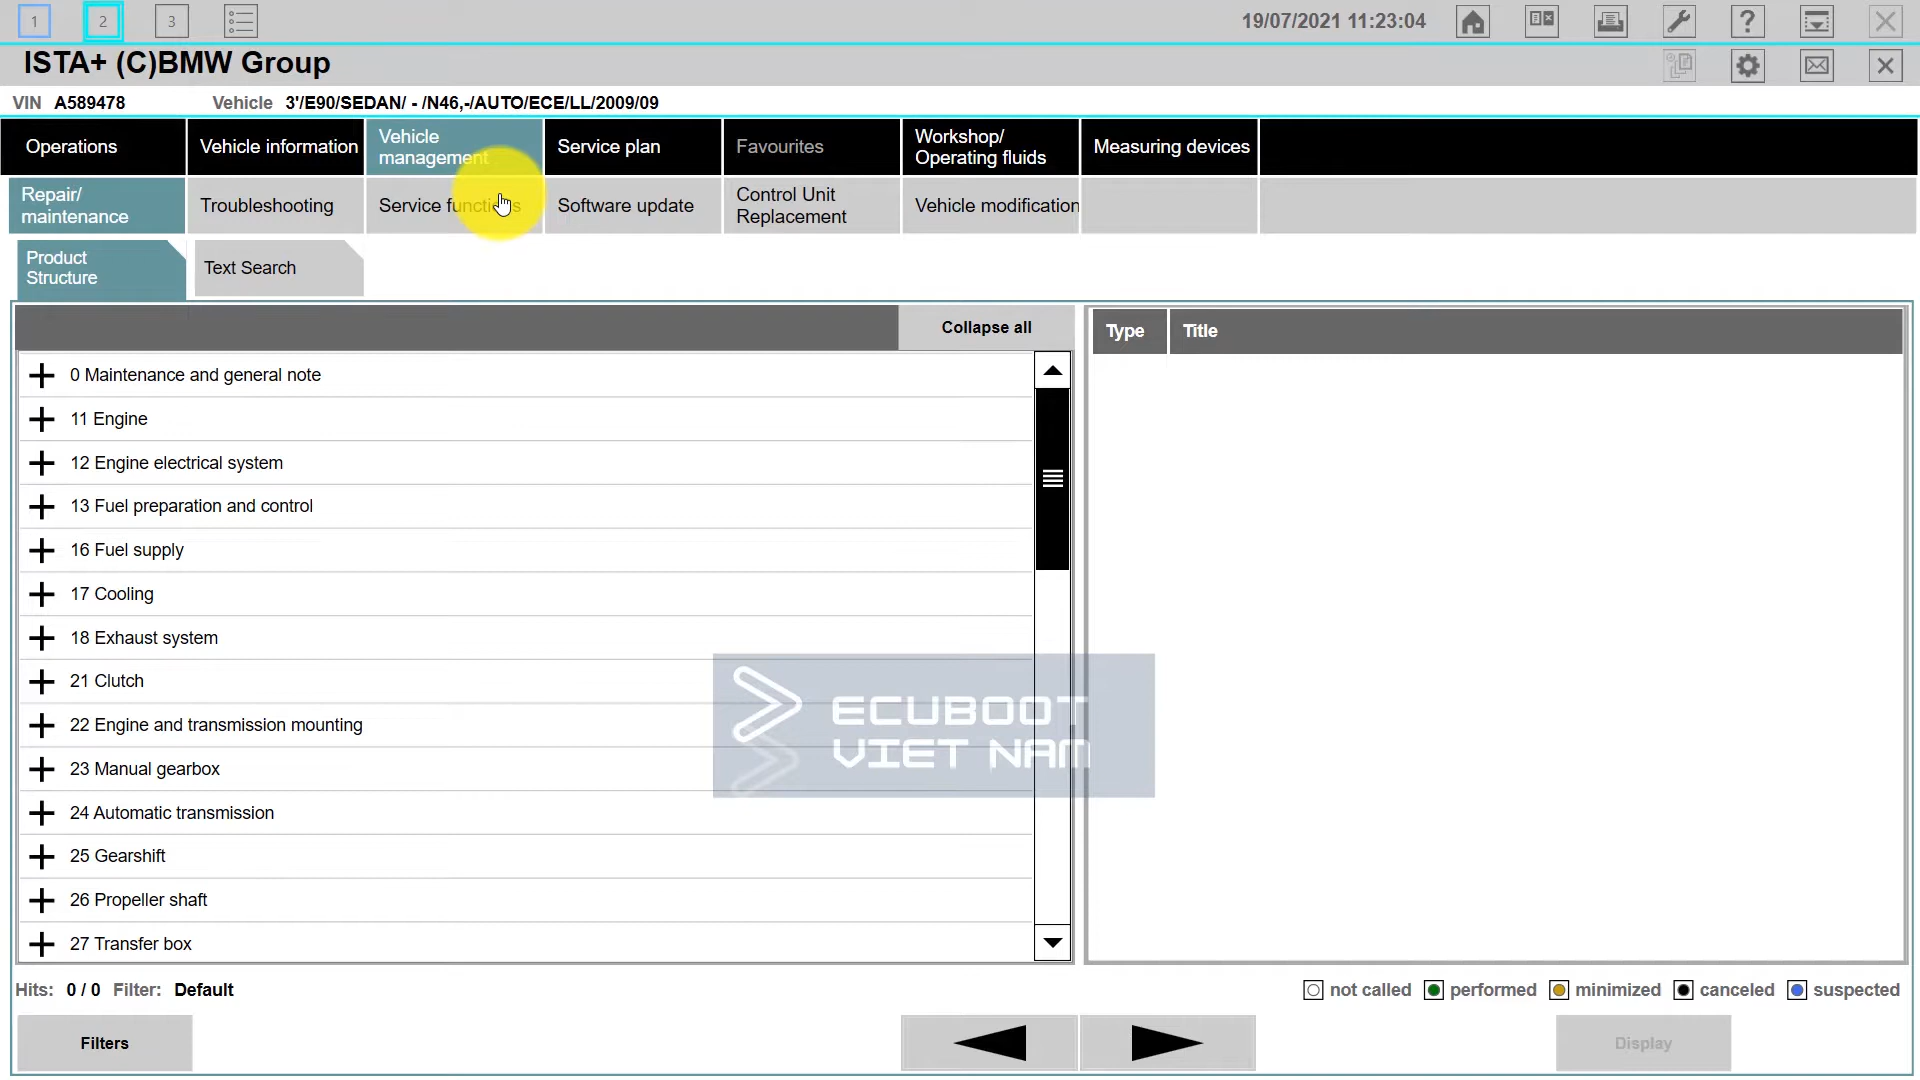 1 2 3 19/07/2021 11:23:04 ?
ISTA+ (C)BMW Group
VIN A589478 Vehicle 3'/E90/SEDAN/ - /N46,-/AUTO/ECE/LL/2009/09
Operations
Vehicle information
Vehicle
management
Service plan
Favourites
Workshop/
Operating fluids
Measuring devices
Repair/
maintenance
Troubleshooting
Service functions
Software update
Control Unit
Replacement
Vehicle modification
Product
Structure
Text Search
Collapse all
Type Title
0 Maintenance and general note
11 Engine
12 Engine electrical system
13 Fuel preparation and control
16 Fuel supply
17 Cooling
18 Exhaust system
21 Clutch
22 Engine and transmission mounting
23 Manual gearbox
24 Automatic transmission
25 Gearshift
26 Propeller shaft
27 Transfer box
ECUBOOT
VIET NAM
Hits: 0 / 0 Filter: Default
not called performed minimized canceled suspected
Filters
Display